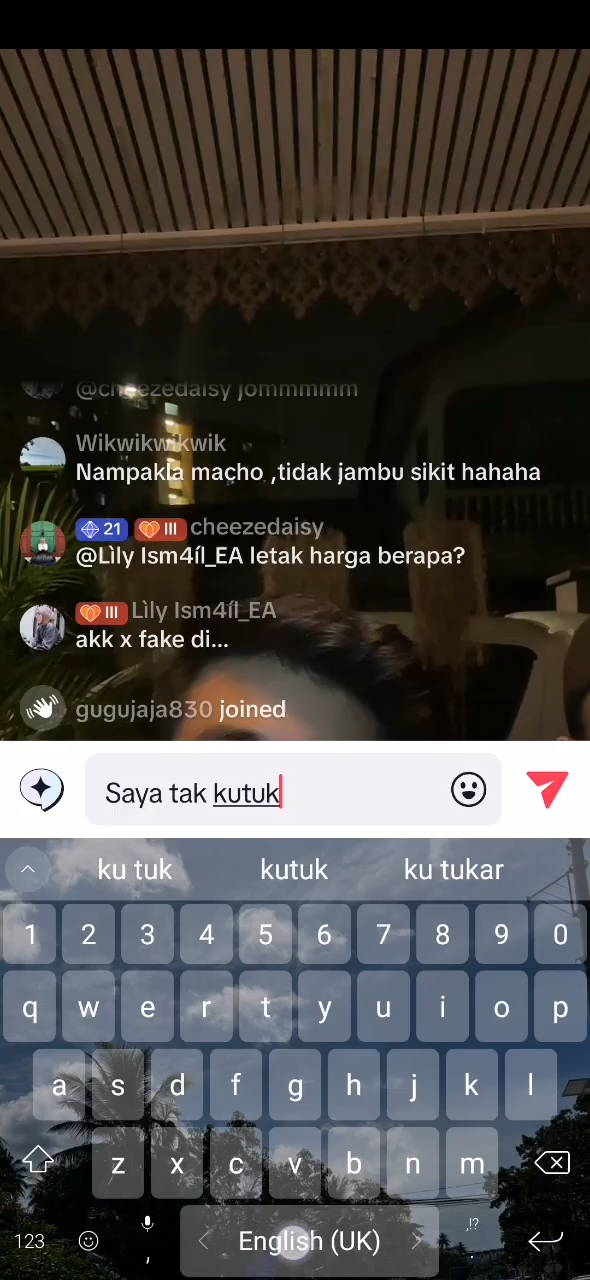 @cheezedaisy jommmmm
Wikwikwikwik
Nampakla macho ,tidak jambu sikit hahaha
21 III cheezedaisy
@Lìly Ism4íl_EA letak harga berapa?
III Lìly Ism4íl_EA
akk x fake di...
gugujaja830 joined
Saya tak kutuk
ku tuk kutuk ku tukar
1 2 3 4 5 6 7 8 9 0
q w e r t y u i o p
a s d f g h j k l
z x c v b n m
123 , English (UK) ,!? .